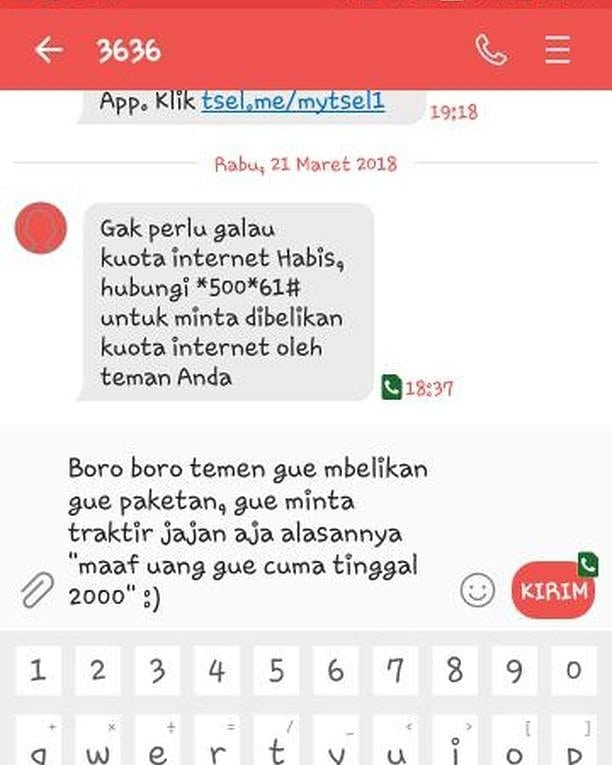 3636
App. Klik tsel.me/mytsel1
19:18
Rabu, 21 Maret 2018
Gak perlu galau
kuota internet Habis,
hubungi *500*61#
untuk minta dibelikan
kuota internet oleh
teman Anda
18:37
Boro boro temen gue mbelikan
gue paketan, gue minta
traktir jajan aja alasannya
"maaf uang gue cuma tinggal
2000" :)
KIRIM
1 2 3 4 5 6 7 8 9 0
+ × ÷ = / _ < > [ ]
q w e r t y u i o p